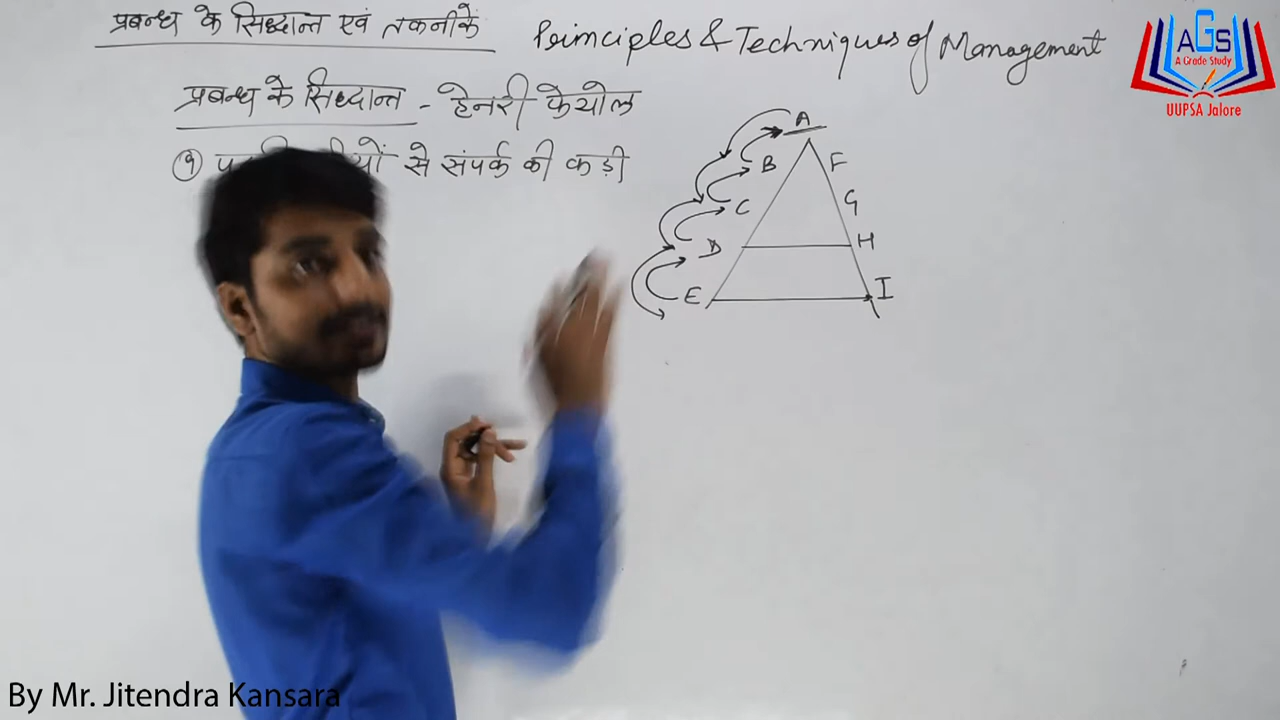 प्रबन्ध के सिद्धान्त एवं तकनीकें Principles & Techniques of Management
प्रबन्ध के सिद्धान्त - हेनरी फेयोल
९ से संपर्क की कड़ी
A
B F
C G
D H
E I
AGS
A Grade Study
UUPSA Jalore
By Mr. Jitendra Kansara